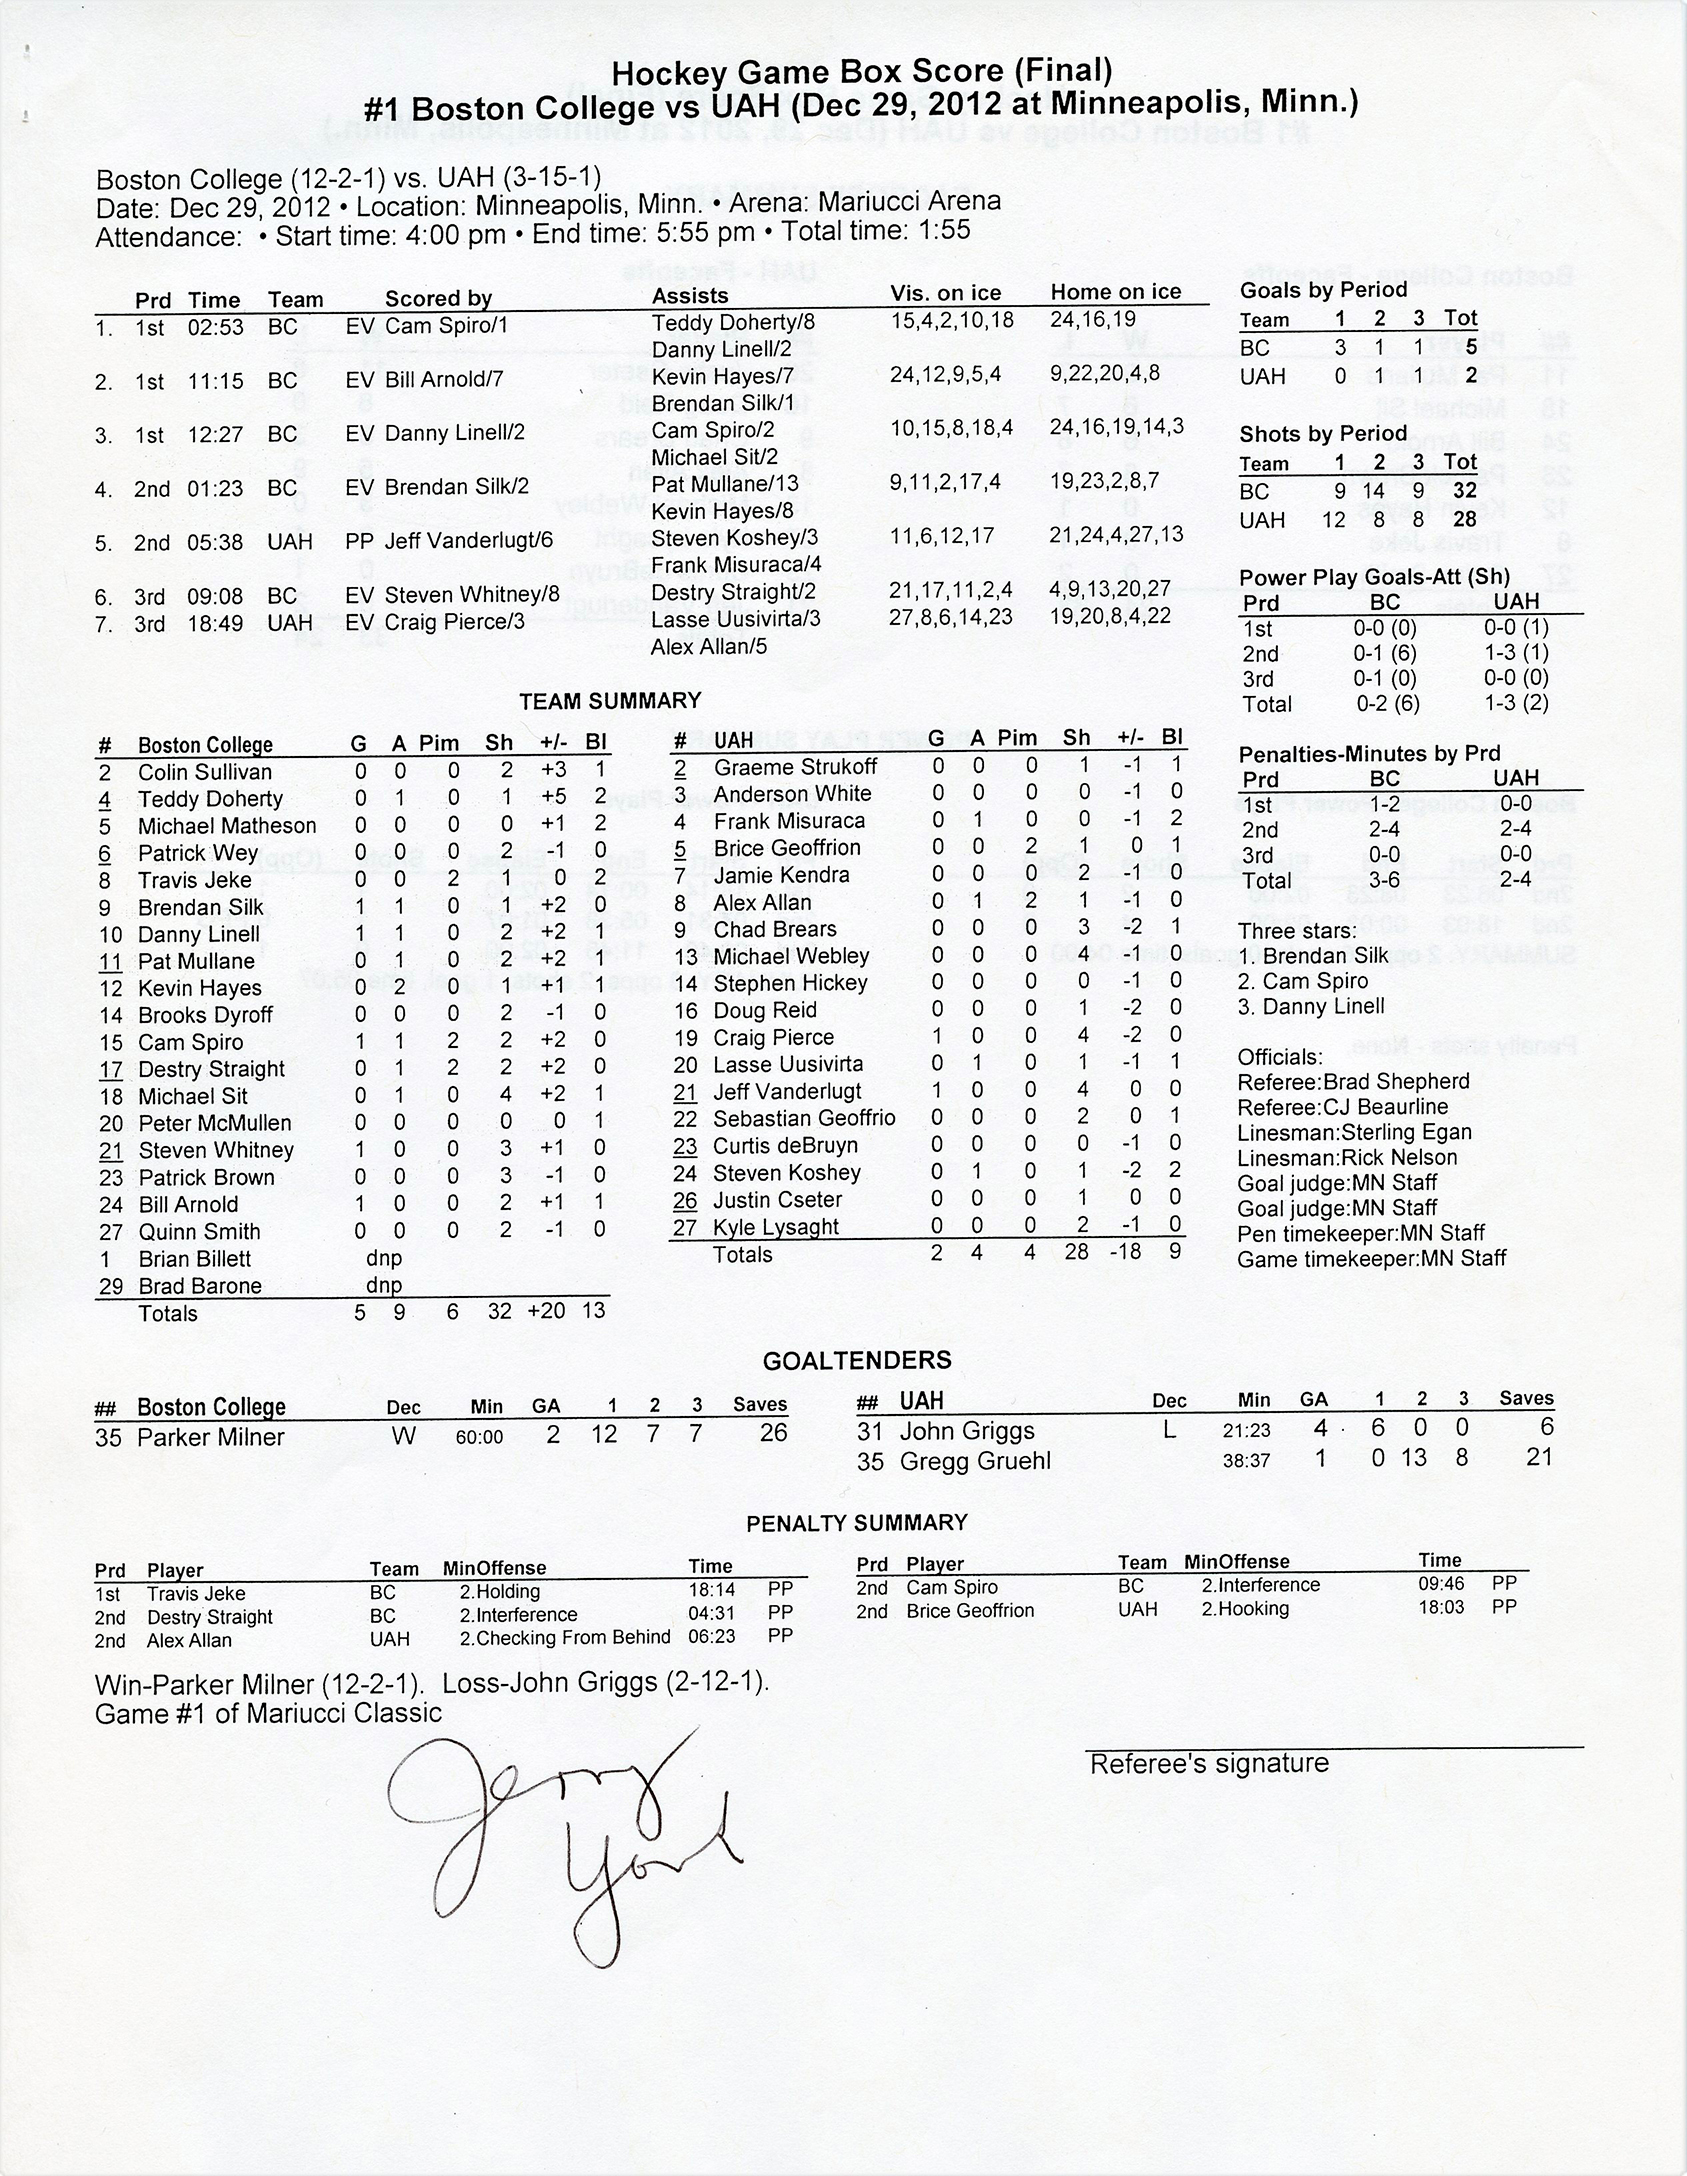 Hockey Game Box Score (Final)
#1 Boston College vs UAH (Dec 29, 2012 at Minneapolis, Minn.)
Boston College (12-2-1) vs. UAH (3-15-1)
Date: Dec 29, 2012 • Location: Minneapolis, Minn. • Arena: Mariucci Arena
Attendance: • Start time: 4:00 pm • End time: 5:55 pm • Total time: 1:55
Prd Time Team Scored by Assists Vis. on ice Home on ice
1. 1st 02:53 BC EV Cam Spiro/1 Teddy Doherty/8 15,4,2,10,18 24,16,19
Danny Linell/2
2. 1st 11:15 BC EV Bill Arnold/7 Kevin Hayes/7 24,12,9,5,4 9,22,20,4,8
Brendan Silk/1
3. 1st 12:27 BC EV Danny Linell/2 Cam Spiro/2 10,15,8,18,4 24,16,19,14,3
Michael Sit/2
4. 2nd 01:23 BC EV Brendan Silk/2 Pat Mullane/13 9,11,2,17,4 19,23,2,8,7
Kevin Hayes/8
5. 2nd 05:38 UAH PP Jeff Vanderlugt/6 Steven Koshey/3 11,6,12,17 21,24,4,27,13
Frank Misuraca/4
6. 3rd 09:08 BC EV Steven Whitney/8 Destry Straight/2 21,17,11,2,4 4,9,13,20,27
7. 3rd 18:49 UAH EV Craig Pierce/3 Lasse Uusivirta/3 27,8,6,14,23 19,20,8,4,22
Alex Allan/5
Goals by Period
Team 1 2 3 Tot
BC 3 1 1 5
UAH 0 1 1 2
Shots by Period
Team 1 2 3 Tot
BC 9 14 9 32
UAH 12 8 8 28
Power Play Goals-Att (Sh)
Prd BC UAH
1st 0-0 (0) 0-0 (1)
2nd 0-1 (6) 1-3 (1)
3rd 0-1 (0) 0-0 (0)
Total 0-2 (6) 1-3 (2)
Penalties-Minutes by Prd
Prd BC UAH
1st 1-2 0-0
2nd 2-4 2-4
3rd 0-0 0-0
Total 3-6 2-4
Three stars:
1. Brendan Silk
2. Cam Spiro
3. Danny Linell
Officials:
Referee:Brad Shepherd
Referee:CJ Beaurline
Linesman:Sterling Egan
Linesman:Rick Nelson
Goal judge:MN Staff
Goal judge:MN Staff
Pen timekeeper:MN Staff
Game timekeeper:MN Staff
TEAM SUMMARY
# Boston College G A Pim Sh +/- Bl
2 Colin Sullivan 0 0 0 2 +3 1
4 Teddy Doherty 0 1 0 1 +5 2
5 Michael Matheson 0 0 0 0 +1 2
6 Patrick Wey 0 0 0 2 -1 0
8 Travis Jeke 0 0 2 1 0 2
9 Brendan Silk 1 1 0 1 +2 0
10 Danny Linell 1 1 0 2 +2 1
11 Pat Mullane 0 1 0 2 +2 1
12 Kevin Hayes 0 2 0 1 +1 1
14 Brooks Dyroff 0 0 0 2 -1 0
15 Cam Spiro 1 1 2 2 +2 0
17 Destry Straight 0 1 2 2 +2 0
18 Michael Sit 0 1 0 4 +2 1
20 Peter McMullen 0 0 0 0 0 1
21 Steven Whitney 1 0 0 3 +1 0
23 Patrick Brown 0 0 0 3 -1 0
24 Bill Arnold 1 0 0 2 +1 1
27 Quinn Smith 0 0 0 2 -1 0
1 Brian Billett dnp
29 Brad Barone dnp
Totals 5 9 6 32 +20 13
# UAH G A Pim Sh +/- Bl
2 Graeme Strukoff 0 0 0 1 -1 1
3 Anderson White 0 0 0 0 -1 0
4 Frank Misuraca 0 1 0 0 -1 2
5 Brice Geoffrion 0 0 2 1 0 1
7 Jamie Kendra 0 0 0 2 -1 0
8 Alex Allan 0 1 2 1 -1 0
9 Chad Brears 0 0 0 3 -2 1
13 Michael Webley 0 0 0 4 -1 0
14 Stephen Hickey 0 0 0 0 -1 0
16 Doug Reid 0 0 0 1 -2 0
19 Craig Pierce 1 0 0 4 -2 0
20 Lasse Uusivirta 0 1 0 1 -1 1
21 Jeff Vanderlugt 1 0 0 4 0 0
22 Sebastian Geoffrio 0 0 0 2 0 1
23 Curtis deBruyn 0 0 0 0 -1 0
24 Steven Koshey 0 1 0 1 -2 2
26 Justin Cseter 0 0 0 1 0 0
27 Kyle Lysaght 0 0 0 2 -1 0
Totals 2 4 4 28 -18 9
GOALTENDERS
## Boston College Dec Min GA 1 2 3 Saves
35 Parker Milner W 60:00 2 12 7 7 26
## UAH Dec Min GA 1 2 3 Saves
31 John Griggs L 21:23 4 6 0 0 6
35 Gregg Gruehl 38:37 1 0 13 8 21
PENALTY SUMMARY
Prd Player Team MinOffense Time
1st Travis Jeke BC 2.Holding 18:14 PP
2nd Destry Straight BC 2.Interference 04:31 PP
2nd Alex Allan UAH 2.Checking From Behind 06:23 PP
Prd Player Team MinOffense Time
2nd Cam Spiro BC 2.Interference 09:46 PP
2nd Brice Geoffrion UAH 2.Hooking 18:03 PP
Win-Parker Milner (12-2-1). Loss-John Griggs (2-12-1).
Game #1 of Mariucci Classic
Jerry
York
Referee's signature